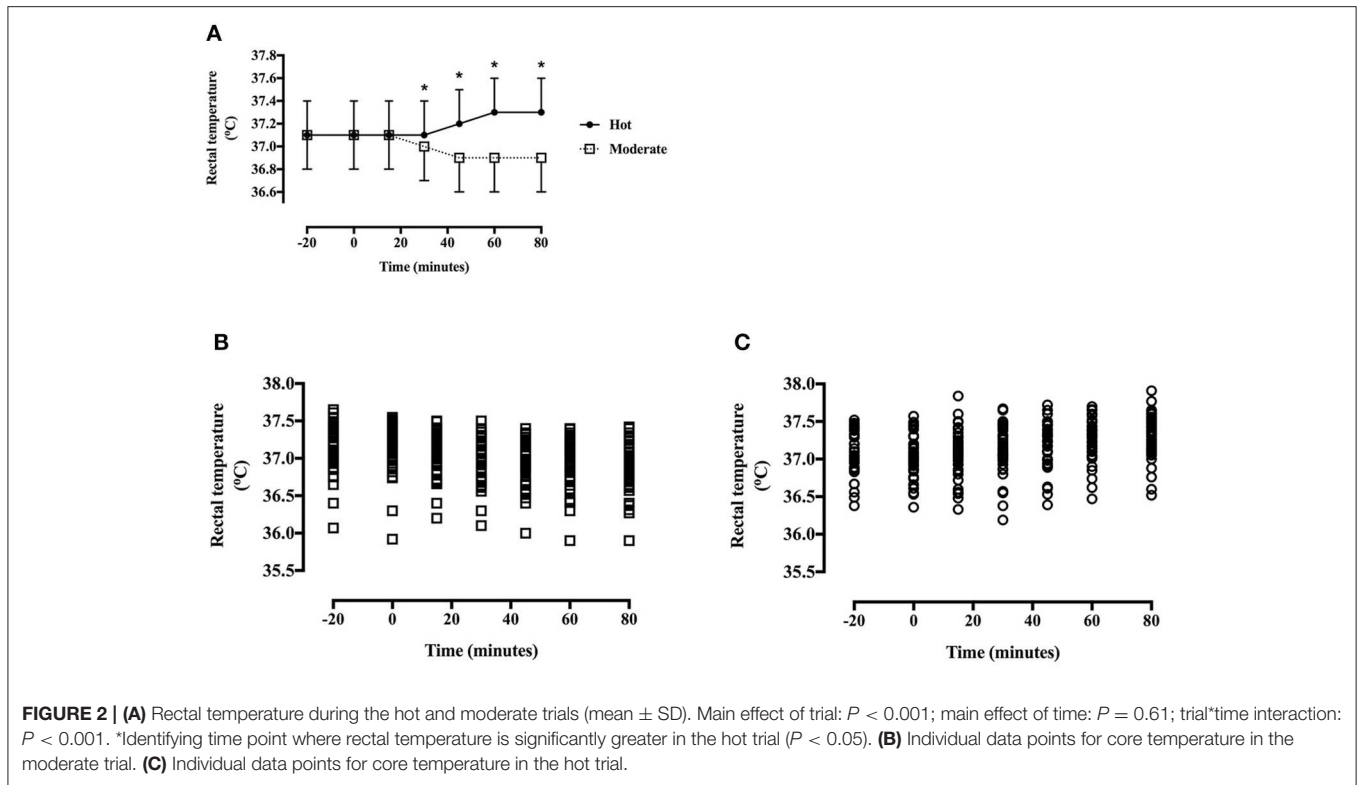 A
37.8
37.6
37.4
37.2
37.0
36.8
36.6
Rectal temperature
(ºC)
* * * *
Hot
Moderate
-20 0 20 40 60 80
Time (minutes)
B
38.0
37.5
37.0
36.5
36.0
35.5
Rectal temperature
(ºC)
-20 0 20 40 60 80
Time (minutes)
C
38.0
37.5
37.0
36.5
36.0
35.5
Rectal temperature
(ºC)
-20 0 20 40 60 80
Time (minutes)
FIGURE 2 | (A) Rectal temperature during the hot and moderate trials (mean ± SD). Main effect of trial: P < 0.001; main effect of time: P = 0.61; trial*time interaction:
P < 0.001. *Identifying time point where rectal temperature is significantly greater in the hot trial (P < 0.05). (B) Individual data points for core temperature in the
moderate trial. (C) Individual data points for core temperature in the hot trial.